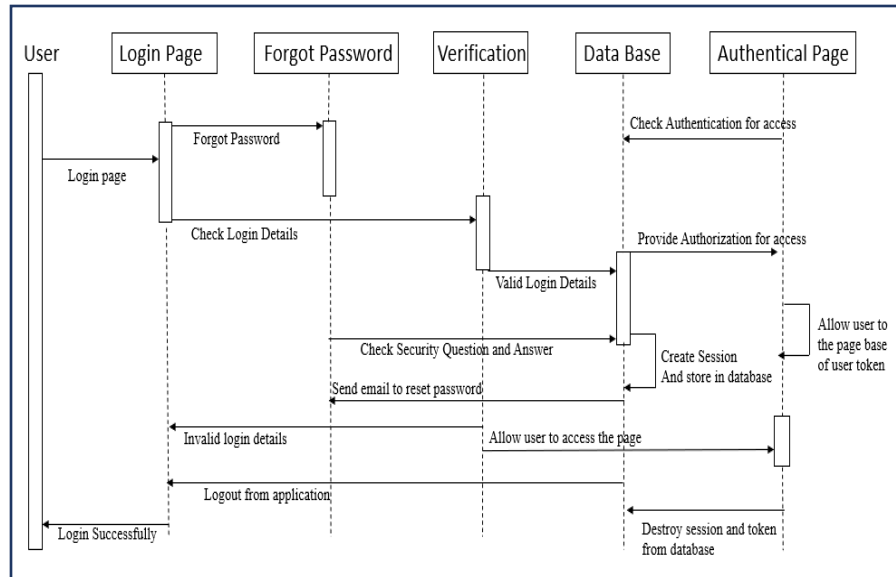 User
Login Page
Forgot Password
Verification
Data Base
Authentical Page
Check Authentication for access
Forgot Password
Login page
Check Login Details
Provide Authorization for access
Valid Login Details
Allow user to
the page base
of user token
Check Security Question and Answer
Create Session
And store in database
Send email to reset password
Invalid login details
Allow user to access the page
Logout from application
Login Successfully
Destroy session and token
from database